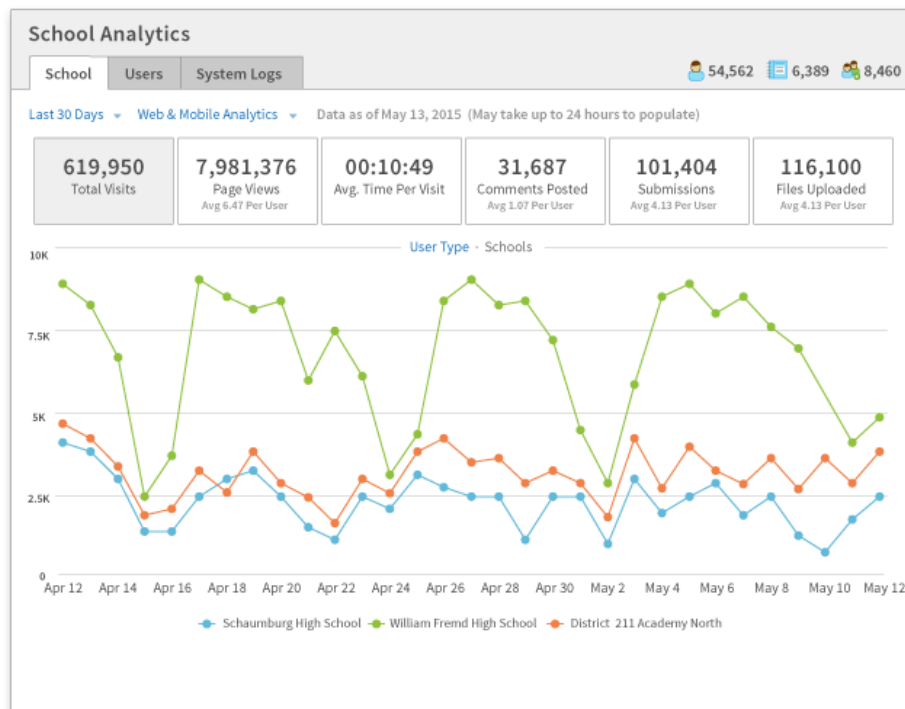 School Analytics
School Users System Logs
54,562 6,389 8,460
Last 30 Days Web & Mobile Analytics Data as of May 13, 2015 (May take up to 24 hours to populate)
619,950 7,981,376 00:10:49 31,687 101,404 116,100
Total Visits Page Views Avg. Time Per Visit Comments Posted Submissions Files Uploaded
Avg 6.47 Per User Avg 1.07 Per User Avg 4.13 Per User Avg 4.13 Per User
User Type · Schools
10K
7.5K
5K
2.5K
0
Apr 12 Apr 14 Apr 16 Apr 18 Apr 20 Apr 22 Apr 24 Apr 26 Apr 28 Apr 30 May 2 May 4 May 6 May 8 May 10 May 12
Schaumburg High School William Fremd High School District 211 Academy North